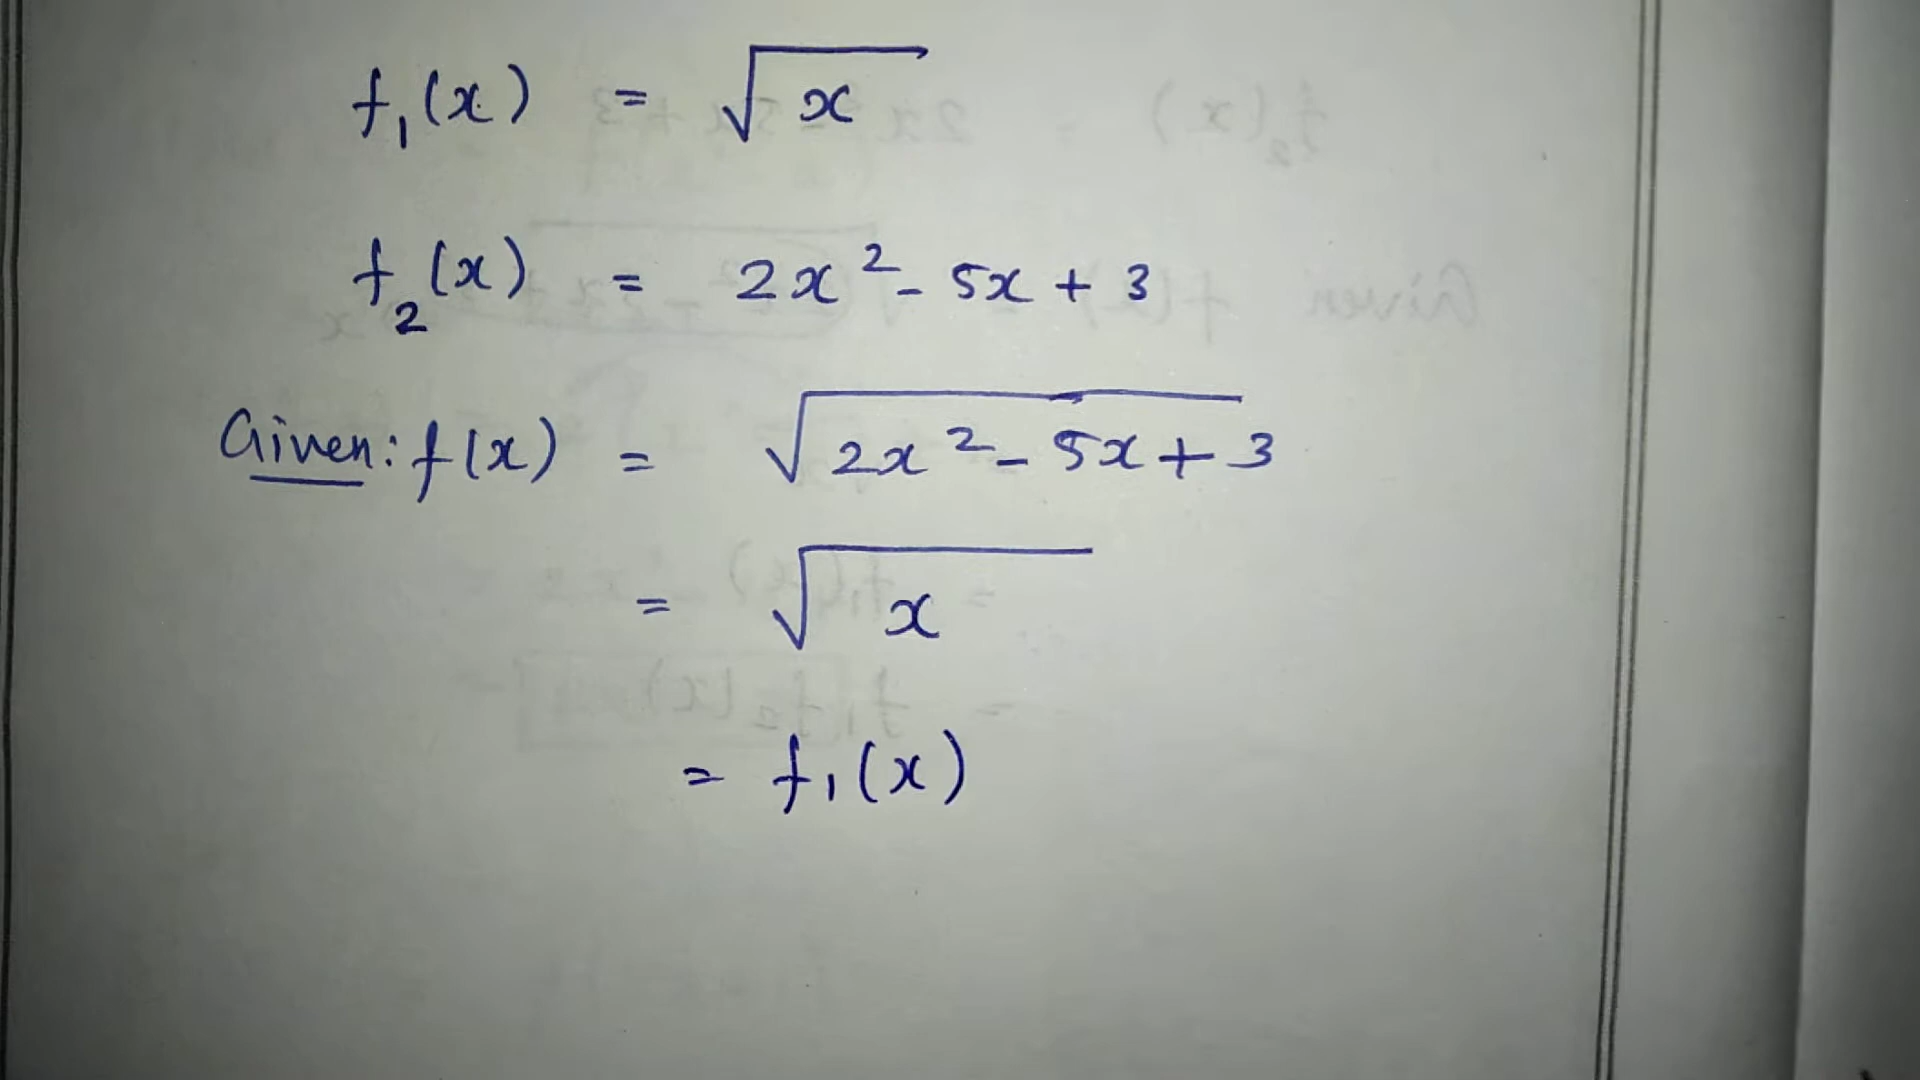 f₁(x) = √x
f₂(x) = 2x² - 5x + 3
Given: f(x) = √2x² - 5x + 3
= √x
= f₁(x)